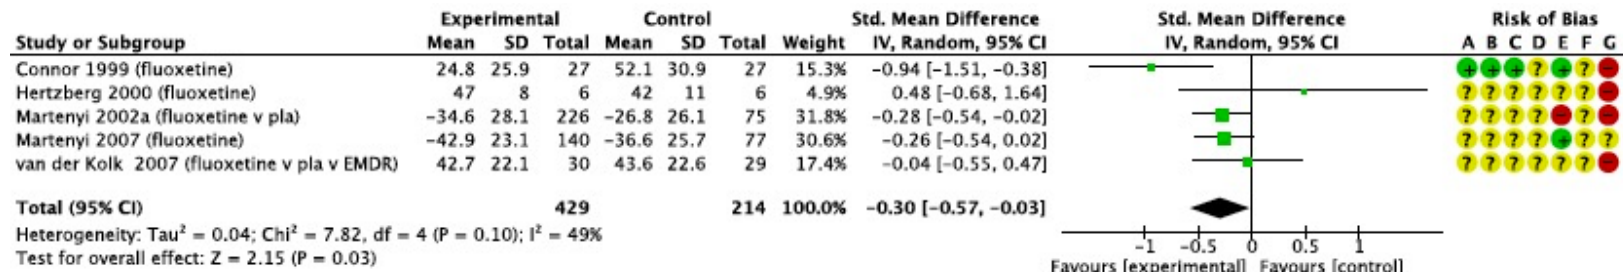 Experimental Control Std. Mean Difference Std. Mean Difference Risk of Bias
Study or Subgroup Mean SD Total Mean SD Total Weight IV, Random, 95% CI IV, Random, 95% CI A B C D E F G
Connor 1999 (fluoxetine) 24.8 25.9 27 52.1 30.9 27 15.3% -0.94 [-1.51, -0.38] + + + ? + ? -
Hertzberg 2000 (fluoxetine) 47 8 6 42 11 6 4.9% 0.48 [-0.68, 1.64] ? ? ? ? ? ? -
Martenyi 2002a (fluoxetine v pla) -34.6 28.1 226 -26.8 26.1 75 31.8% -0.28 [-0.54, -0.02] ? ? ? ? - ? -
Martenyi 2007 (fluoxetine) -42.9 23.1 140 -36.6 25.7 77 30.6% -0.26 [-0.54, 0.02] ? ? ? ? + ? ?
van der Kolk 2007 (fluoxetine v pla v EMDR) 42.7 22.1 30 43.6 22.6 29 17.4% -0.04 [-0.55, 0.47] ? ? ? ? ? ? -
Total (95% CI) 429 214 100.0% -0.30 [-0.57, -0.03]
Heterogeneity: Tau² = 0.04; Chi² = 7.82, df = 4 (P = 0.10); I² = 49%
Test for overall effect: Z = 2.15 (P = 0.03)
-1 -0.5 0 0.5 1
Favours [experimental] Favours [control]